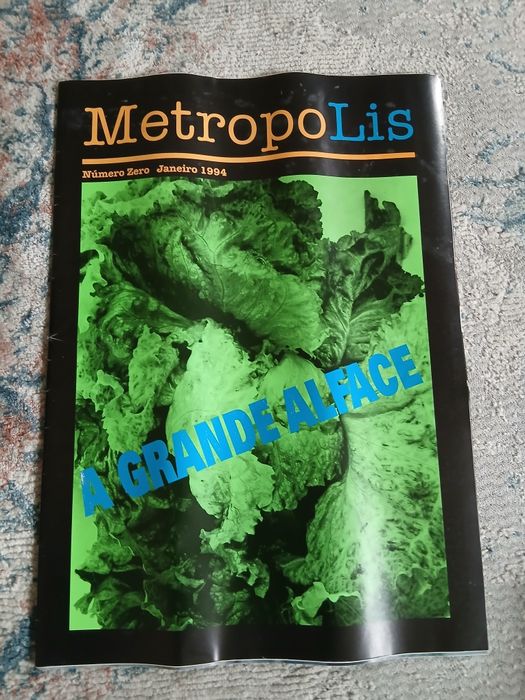 MetropoLis
Número Zero Janeiro 1994
A GRANDE ALFACE